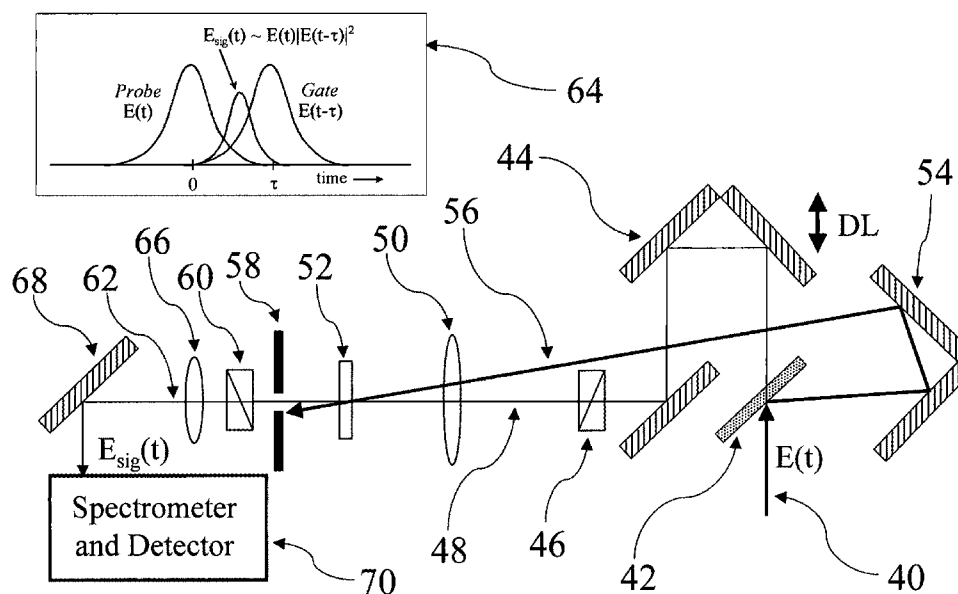 E_sig(t) ~ E(t)|E(t-τ)|²
Probe
E(t)
Gate
E(t-τ)
0
τ
time
64
44
DL
54
68
66
62
60
58
52
50
56
E_sig(t)
E(t)
Spectrometer
and Detector
70
48
46
42
40